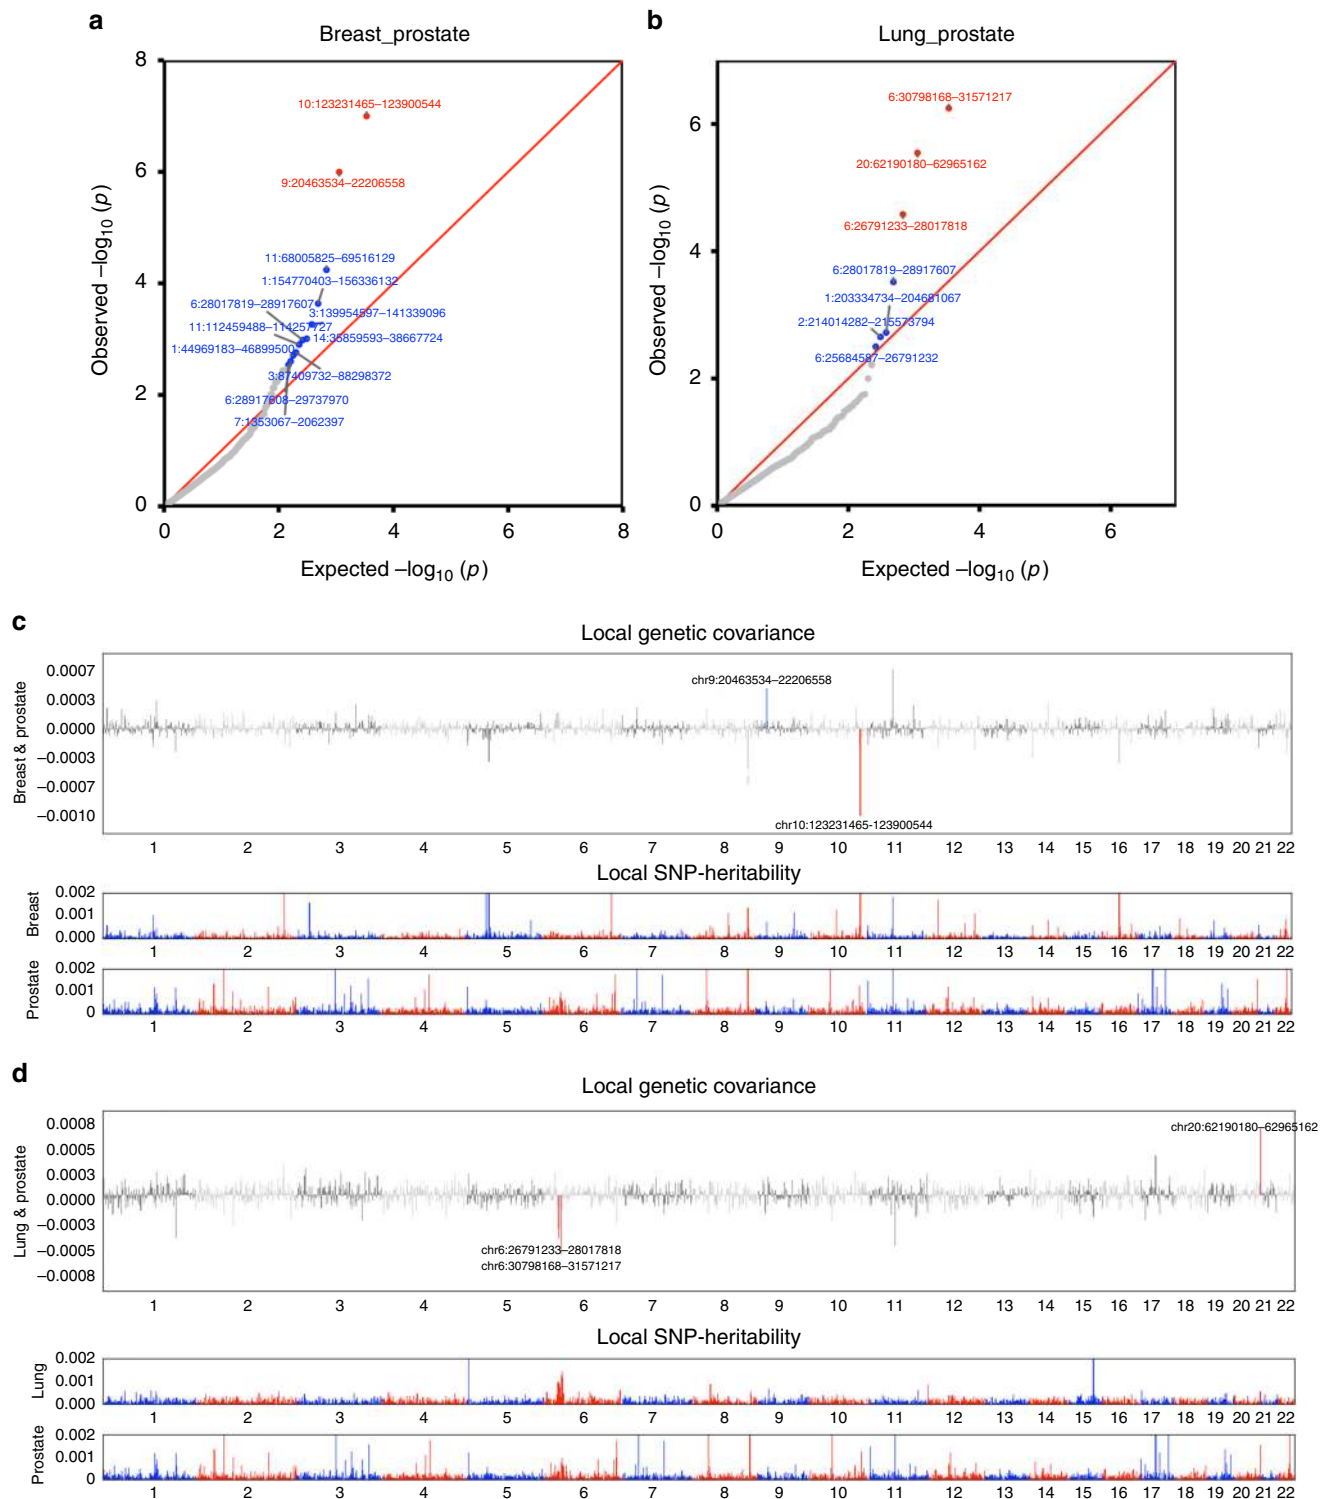 a
Breast_prostate
8
6
4
2
0
0 2 4 6 8
Observed –log10 (p)
Expected –log10 (p)
10:123231465–123900544
9:20463534–22206558
11:68005825–69516129
1:154770403–156336132
6:28017819–28917607
3:139954597–141339096
11:112459488–114257727
14:35859593–38667724
1:44969183–46899500
3:87409732–88298372
6:28917608–29737970
7:1353067–2062397
b
Lung_prostate
6
4
2
0
0 2 4 6
Observed –log10 (p)
Expected –log10 (p)
6:30798168–31571217
20:62190180–62965162
6:26791233–28017818
6:28017819–28917607
1:203334734–204681067
2:214014282–215573794
6:25684587–26791232
c
Local genetic covariance
Breast & prostate
0.0007
0.0003
0.0000
–0.0003
–0.0007
–0.0010
chr9:20463534–22206558
chr10:123231465-123900544
1 2 3 4 5 6 7 8 9 10 11 12 13 14 15 16 17 18 19 20 21 22
Local SNP-heritability
Breast
0.002
0.001
0.000
1 2 3 4 5 6 7 8 9 10 11 12 13 14 15 16 17 18 19 20 21 22
Prostate
0.002
0.001
0
1 2 3 4 5 6 7 8 9 10 11 12 13 14 15 16 17 18 19 20 21 22
d
Local genetic covariance
Lung & prostate
0.0008
0.0005
0.0003
0.0000
–0.0003
–0.0005
–0.0008
chr20:62190180–62965162
chr6:26791233–28017818
chr6:30798168–31571217
1 2 3 4 5 6 7 8 9 10 11 12 13 14 15 16 17 18 19 20 21 22
Local SNP-heritability
Lung
0.002
0.001
0.000
1 2 3 4 5 6 7 8 9 10 11 12 13 14 15 16 17 18 19 20 21 22
Prostate
0.002
0.001
0
1 2 3 4 5 6 7 8 9 10 11 12 13 14 15 16 17 18 19 20 21 22